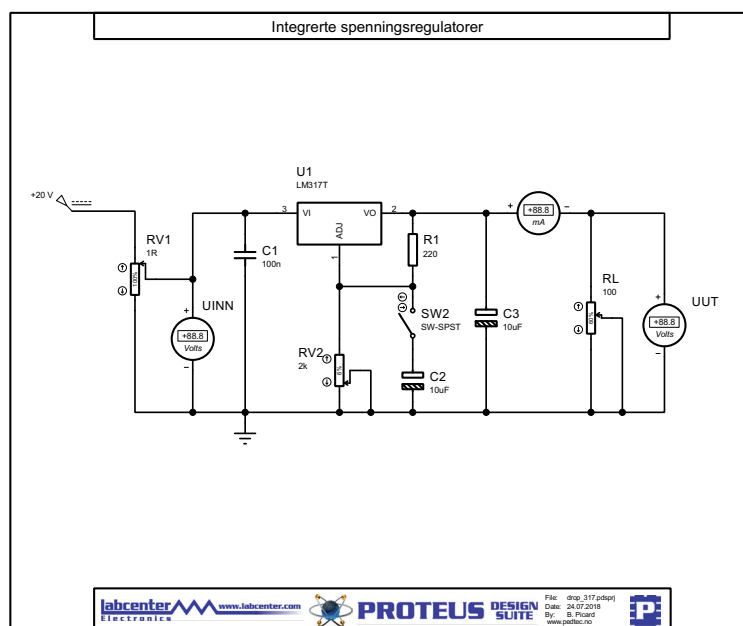 Integrerte spenningsregulatorer
+20 V
RV1
1R
100%
UINN
+88.8
Volts
C1
100n
U1
LM317T
3
VI
VO
2
ADJ
1
R1
220
SW2
SW-SPST
RV2
2k
6%
C2
10uF
C3
10uF
+88.8
mA
RL
100
60%
UUT
+88.8
Volts
labcenter
Electronics
www.labcenter.com
PROTEUS DESIGN SUITE
File: drop_317.pdsprj
Date: 24.07.2018
By: B. Picard
www.pedtec.no
P